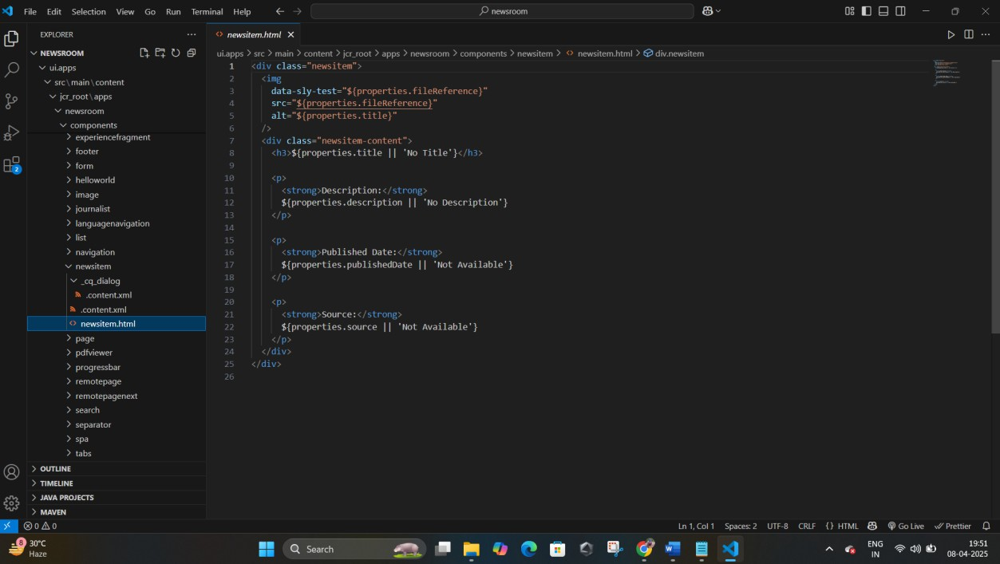 File Edit Selection View Go Run Terminal Help newsroom
EXPLORER
NEWSROOM
ui.apps
src\main\content
jcr_root\apps
newsroom
components
experiencefragment
footer
form
helloworld
image
journalist
languagenavigation
list
navigation
newsitem
_cq_dialog
.content.xml
.content.xml
newsitem.html
page
pdfviewer
progressbar
remotepage
remotepagenext
search
separator
spa
tabs
OUTLINE
TIMELINE
JAVA PROJECTS
MAVEN
2
newsitem.html
ui.apps > src > main > content > jcr_root > apps > newsroom > components > newsitem > newsitem.html > div.newsitem
1 <div class="newsitem">
2 <img
3 data-sly-test="${properties.fileReference}"
4 src="${properties.fileReference}"
5 alt="${properties.title}"
6 />
7 <div class="newsitem-content">
8 <h3>${properties.title || 'No Title'}</h3>
9
10 <p>
11 <strong>Description:</strong>
12 ${properties.description || 'No Description'}
13 </p>
14
15 <p>
16 <strong>Published Date:</strong>
17 ${properties.publishedDate || 'Not Available'}
18 </p>
19
20 <p>
21 <strong>Source:</strong>
22 ${properties.source || 'Not Available'}
23 </p>
24 </div>
25 </div>
26
0 0 Ln 1, Col 1 Spaces: 2 UTF-8 CRLF {} HTML Go Live Prettier
8 30°C
Haze
Search
ENG
IN
19:51
08-04-2025